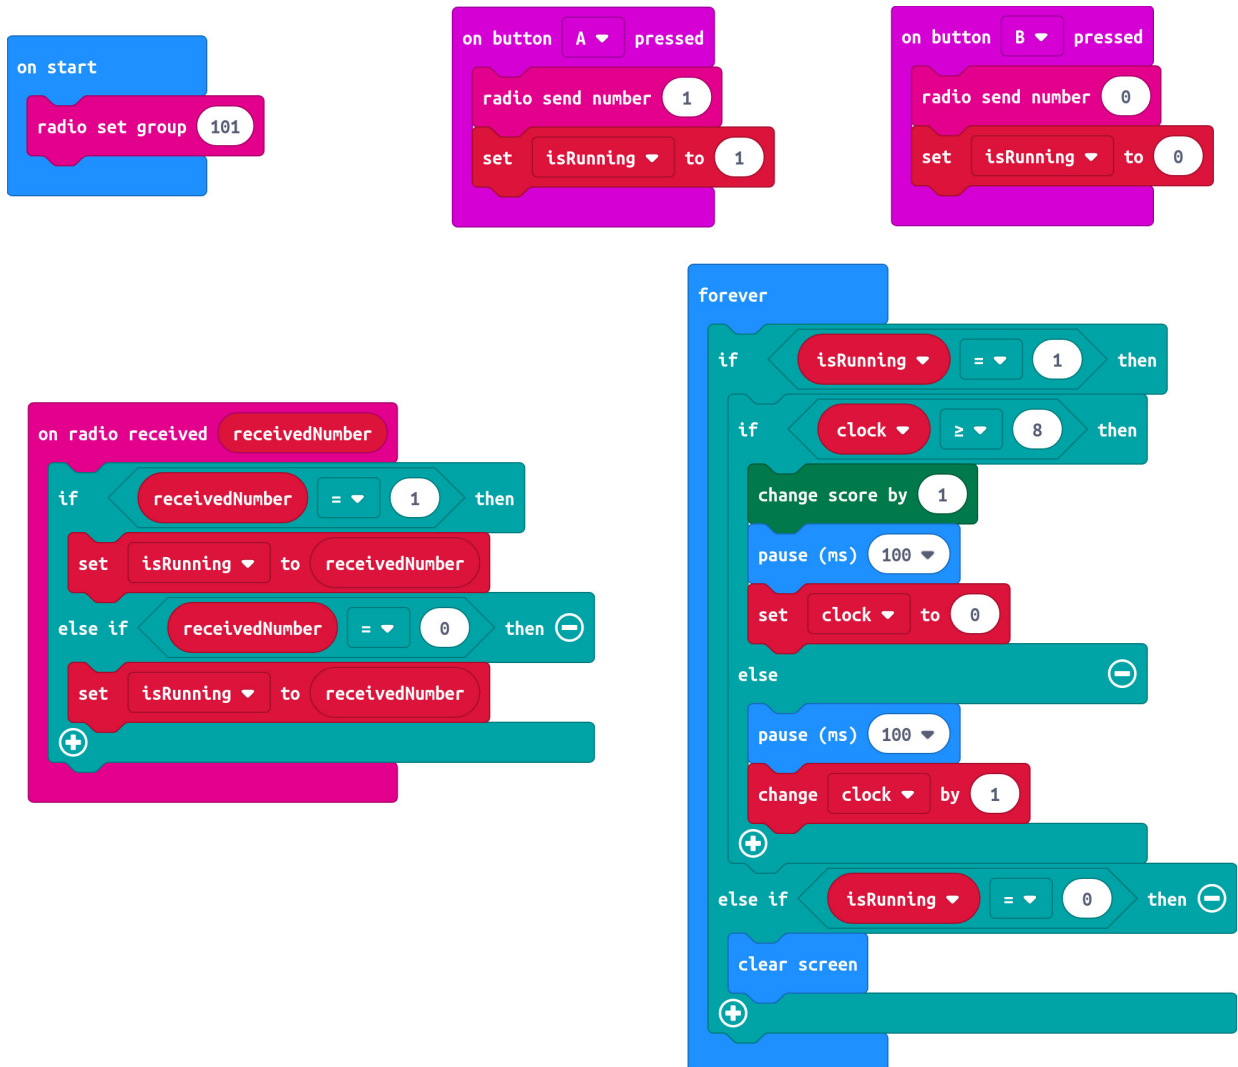 on start
radio set group 101
on button A pressed
radio send number 1
set isRunning to 1
on button B pressed
radio send number 0
set isRunning to 0
on radio received receivedNumber
if receivedNumber = 1 then
set isRunning to receivedNumber
else if receivedNumber = 0 then
set isRunning to receivedNumber
forever
if isRunning = 1 then
if clock ≥ 8 then
change score by 1
pause (ms) 100
set clock to 0
else
pause (ms) 100
change clock by 1
else if isRunning = 0 then
clear screen